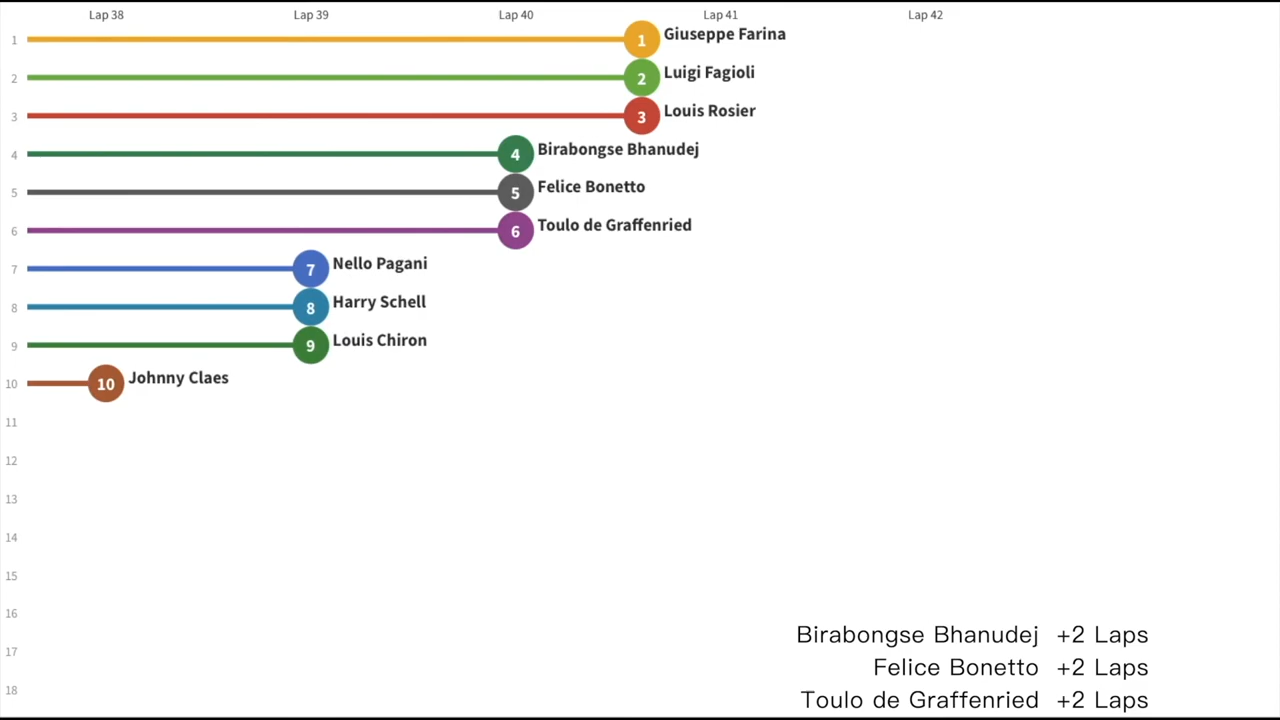 Lap 38 Lap 39 Lap 40 Lap 41 Lap 42
1 1 Giuseppe Farina
2 2 Luigi Fagioli
3 3 Louis Rosier
4 4 Birabongse Bhanudej
5 5 Felice Bonetto
6 6 Toulo de Graffenried
7 7 Nello Pagani
8 8 Harry Schell
9 9 Louis Chiron
10 10 Johnny Claes
11
12
13
14
15
16
17
18
Birabongse Bhanudej +2 Laps
Felice Bonetto +2 Laps
Toulo de Graffenried +2 Laps